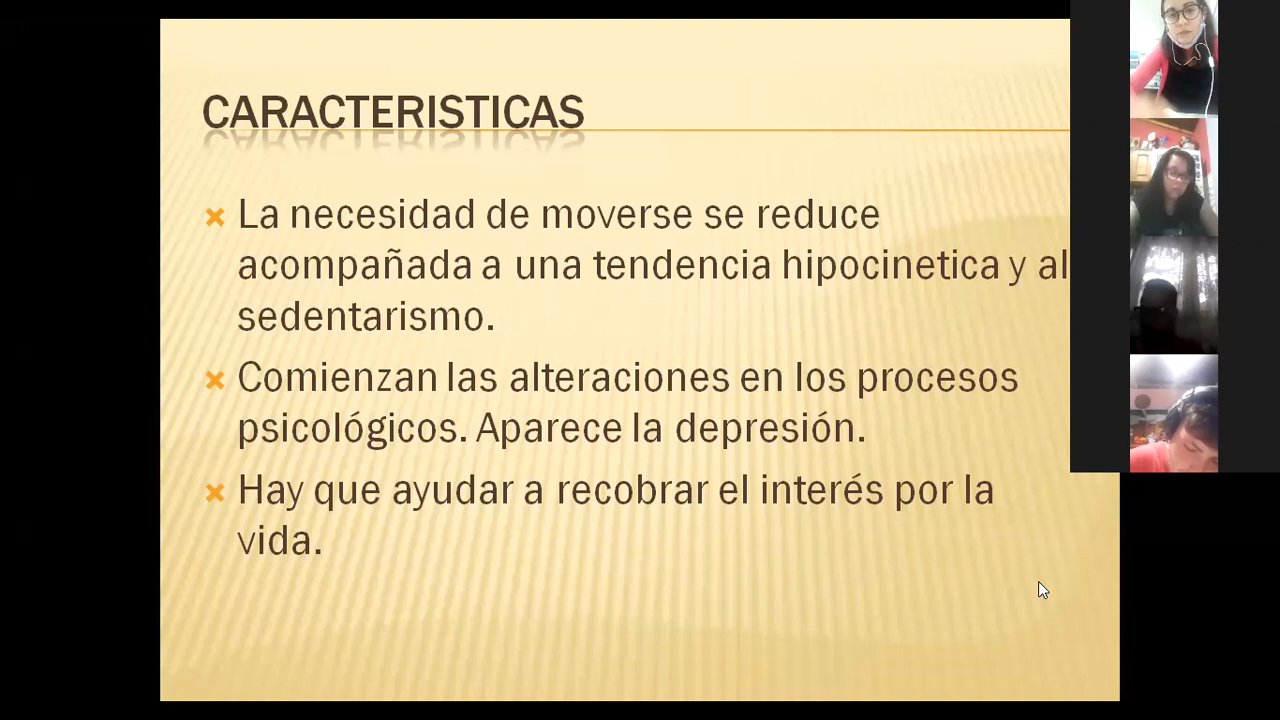 CARACTERISTICAS
La necesidad de moverse se reduce
acompañada a una tendencia hipocinetica y al
sedentarismo.
Comienzan las alteraciones en los procesos
psicológicos. Aparece la depresión.
Hay que ayudar a recobrar el interés por la
vida.